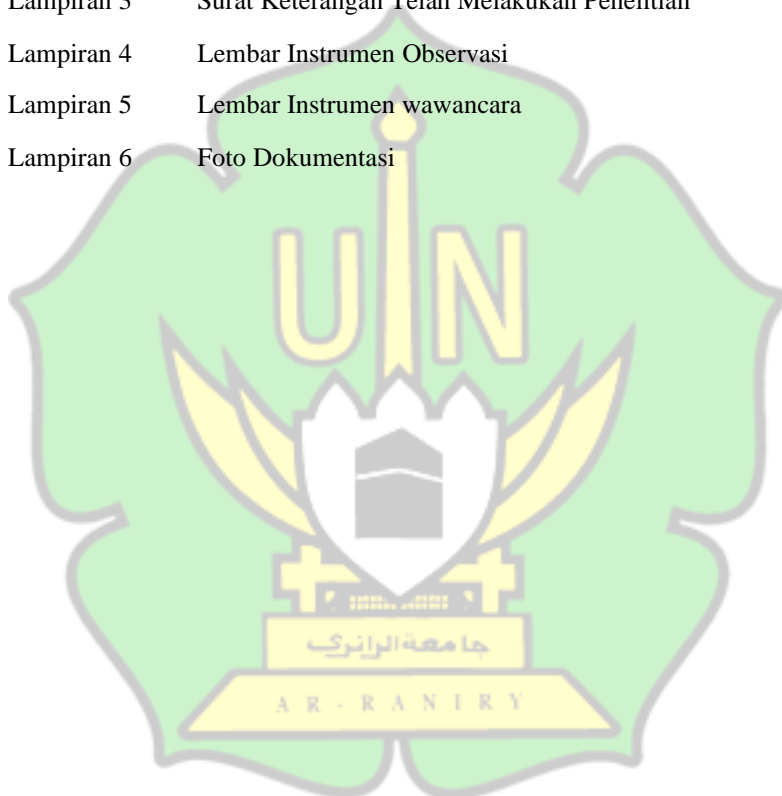 Lampiran 3 Surat Keterangan Telah Melakukan Penelitian
Lampiran 4 Lembar Instrumen Observasi
Lampiran 5 Lembar Instrumen wawancara
Lampiran 6 Foto Dokumentasi
UIN
جامعة الرانري
AR-RANIRY